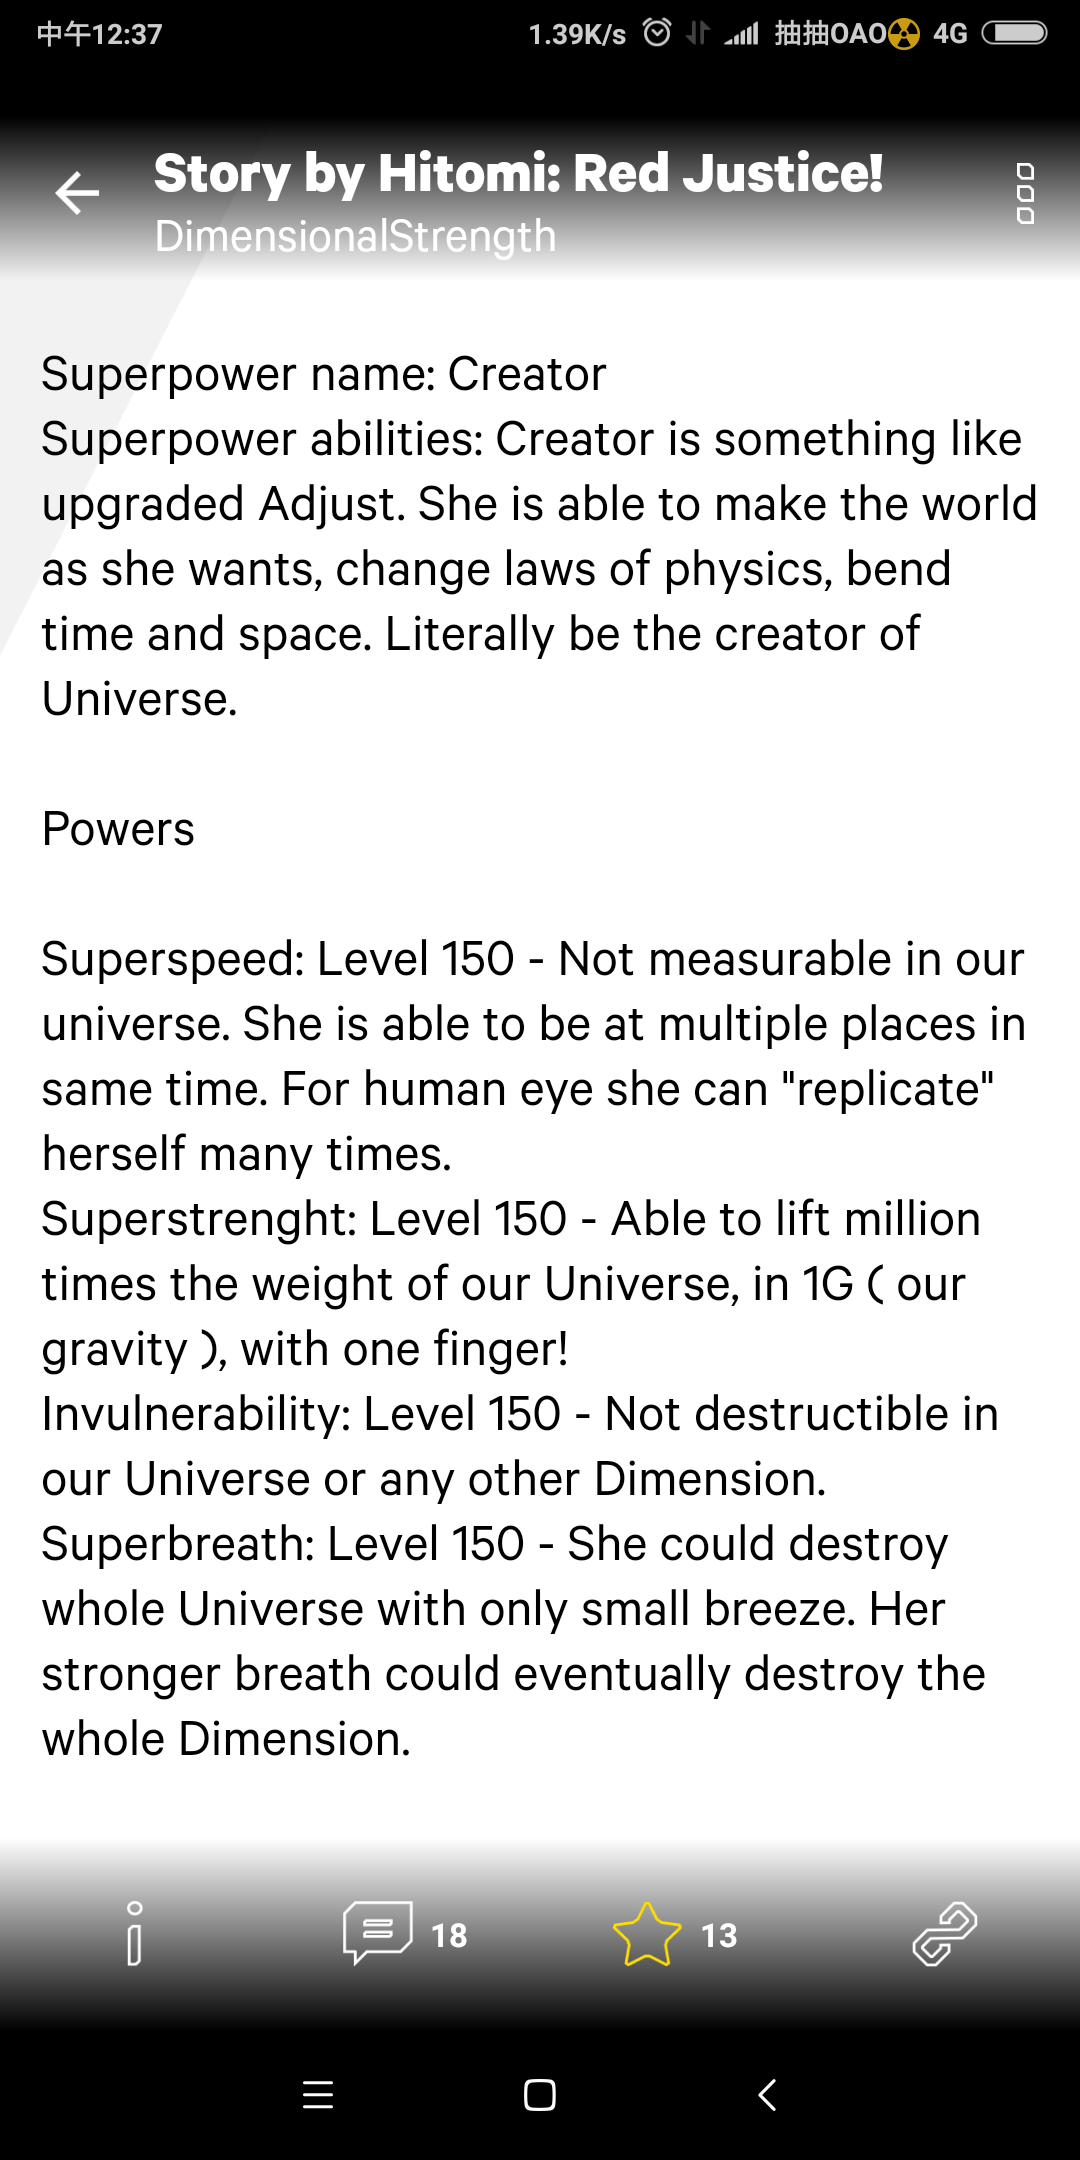 中午12:37
1.39K/s 抽抽OAO 4G
Story by Hitomi: Red Justice!
DimensionalStrength
Superpower name: Creator
Superpower abilities: Creator is something like
upgraded Adjust. She is able to make the world
as she wants, change laws of physics, bend
time and space. Literally be the creator of
Universe.
Powers
Superspeed: Level 150 - Not measurable in our
universe. She is able to be at multiple places in
same time. For human eye she can "replicate"
herself many times.
Superstrenght: Level 150 - Able to lift million
times the weight of our Universe, in 1G ( our
gravity ), with one finger!
Invulnerability: Level 150 - Not destructible in
our Universe or any other Dimension.
Superbreath: Level 150 - She could destroy
whole Universe with only small breeze. Her
stronger breath could eventually destroy the
whole Dimension.
18
13